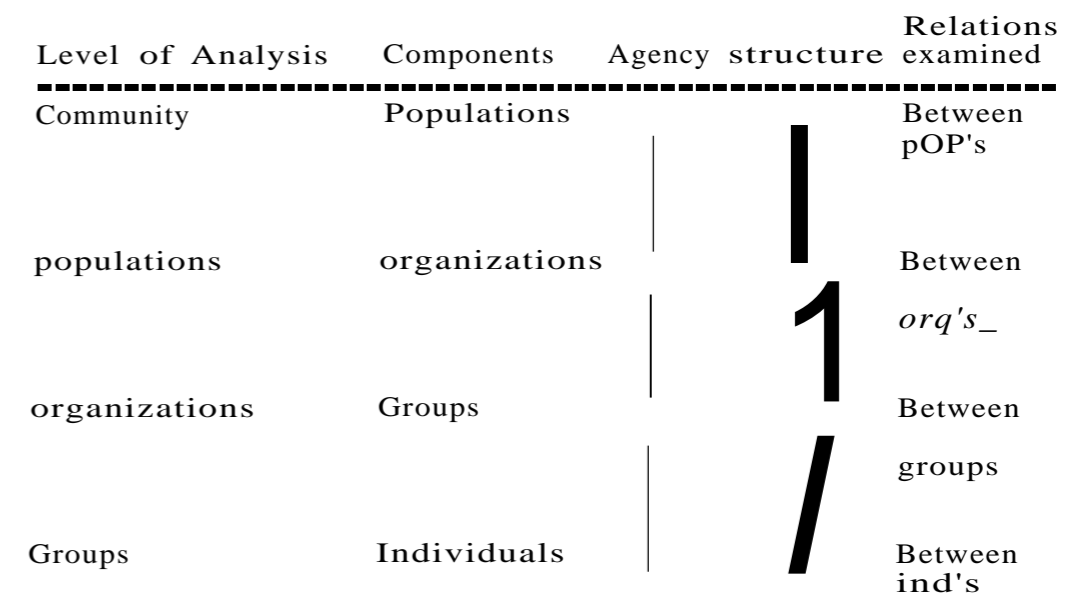 Relations
Level of Analysis Components Agency structure examined
Community Populations Between
pOP's
populations organizations Between
1 orq's_
organizations Groups Between
/ groups
Groups Individuals Between
ind's